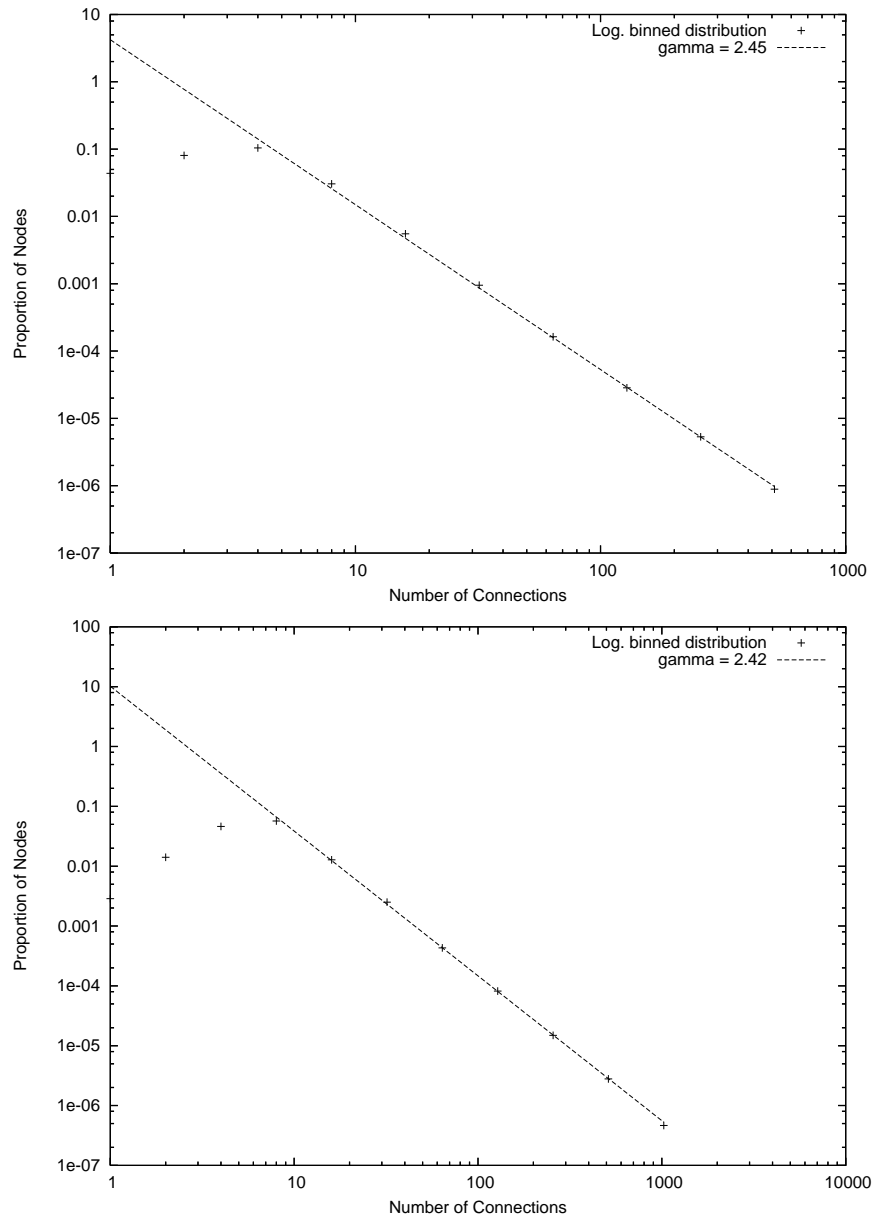 10
1
0.1
0.01
0.001
1e-04
1e-05
1e-06
1e-07
Proportion of Nodes
1 10 100 1000
Number of Connections
Log. binned distribution
gamma = 2.45
100
10
1
0.1
0.01
0.001
1e-04
1e-05
1e-06
1e-07
Proportion of Nodes
1 10 100 1000 10000
Number of Connections
Log. binned distribution
gamma = 2.42